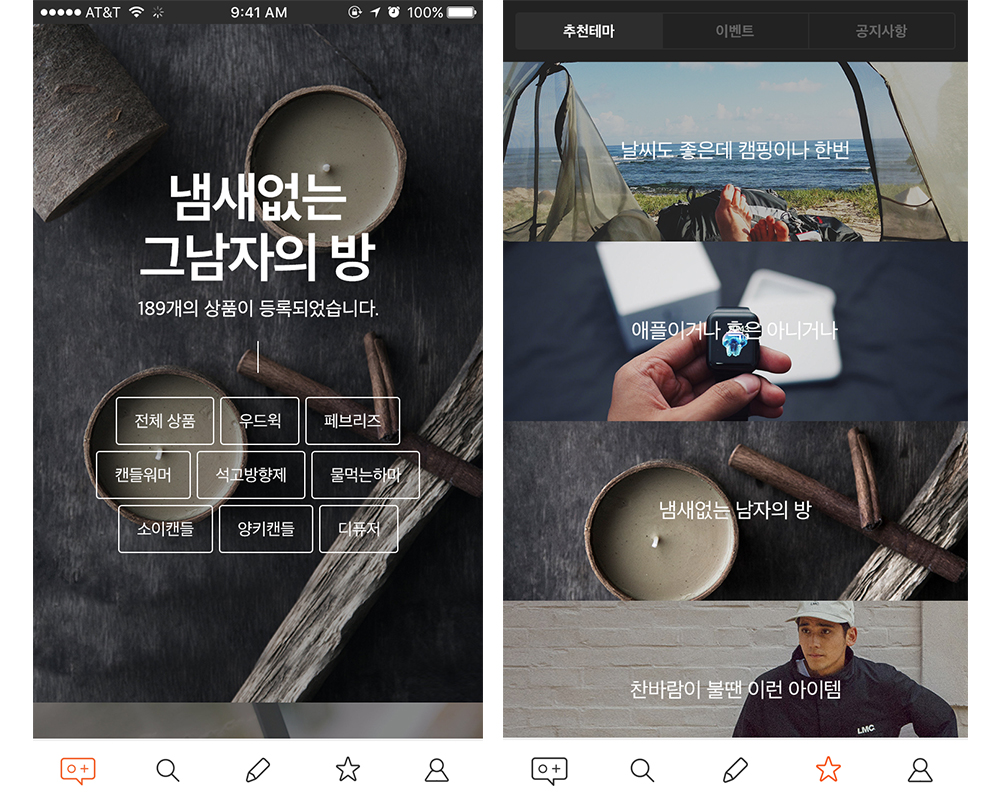 AT&T 9:41 AM 100%
냄새없는
그남자의 방
189개의 상품이 등록되었습니다.
전체 상품 우드윅 페브리즈
캔들워머 석고방향제 물먹는하마
소이캔들 양키캔들 디퓨저
추천테마 이벤트 공지사항
날씨도 좋은데 캠핑이나 한번
애플이거나 혹은 아니거나
냄새없는 남자의 방
LMC
찬바람이 불땐 이런 아이템
LMC